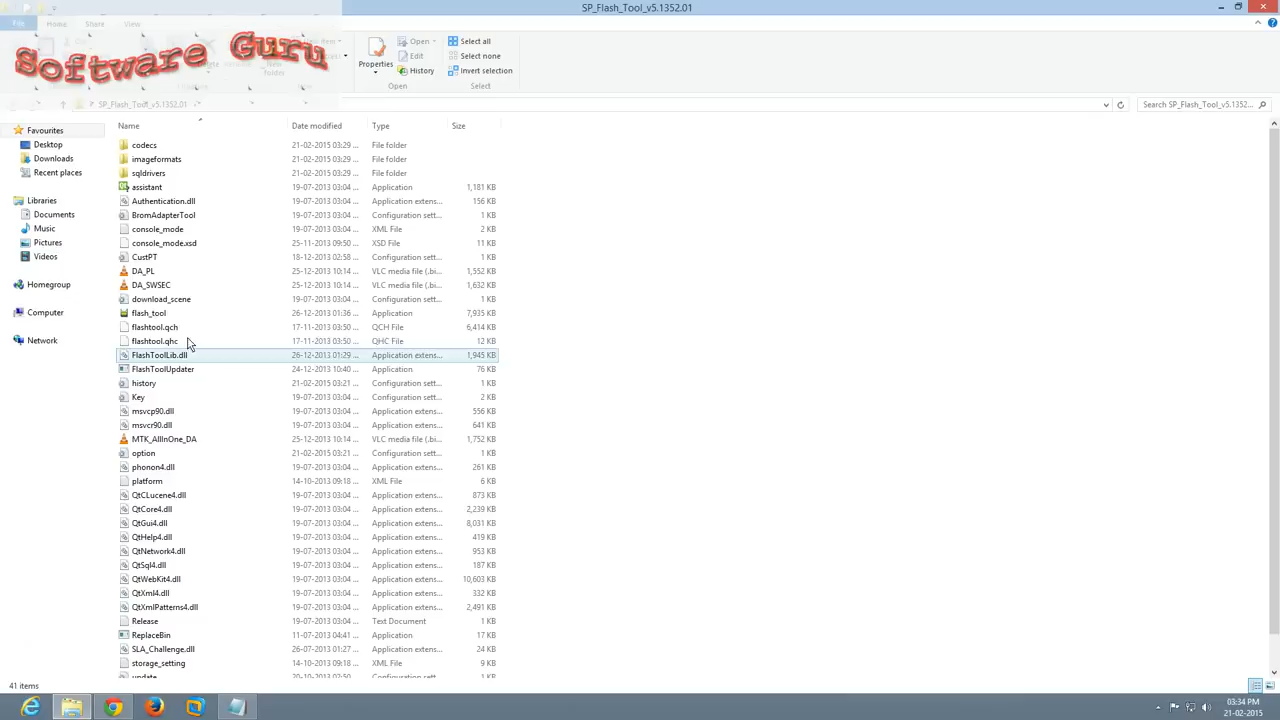 SP_Flash_Tool_v5.1352.01
File Home Share View
Software Guru
Properties
Open
Edit
History
Select all
Select none
Invert selection
Open
Select
SP_Flash_Tool_v5.1352.01
Search SP_Flash_Tool_v5.1352...
Name Date modified Type Size
Favourites
Desktop
Downloads
Recent places
Libraries
Documents
Music
Pictures
Videos
Homegroup
Computer
Network
codecs 21-02-2015 03:29 ... File folder
imageformats 21-02-2015 03:29 ... File folder
sqldrivers 21-02-2015 03:29 ... File folder
assistant 19-07-2013 03:04 ... Application 1,181 KB
Authentication.dll 19-07-2013 03:04 ... Application extens... 156 KB
BromAdapterTool 19-07-2013 03:04 ... Configuration sett... 1 KB
console_mode 19-07-2013 03:04 ... XML File 2 KB
console_mode.xsd 25-11-2013 09:50 ... XSD File 11 KB
CustPT 18-12-2013 02:58 ... Configuration sett... 1 KB
DA_PL 25-12-2013 10:14 ... VLC media file (.bi... 1,552 KB
DA_SWSEC 25-12-2013 10:14 ... VLC media file (.bi... 1,632 KB
download_scene 19-07-2013 03:04 ... Configuration sett... 1 KB
flash_tool 26-12-2013 01:36 ... Application 7,935 KB
flashtool.qch 17-11-2013 03:50 ... QCH File 6,414 KB
flashtool.qhc 17-11-2013 03:50 ... QHC File 12 KB
FlashToolLib.dll 26-12-2013 01:29 ... Application extens... 1,945 KB
FlashToolUpdater 24-12-2013 10:40 ... Application 76 KB
history 21-02-2015 03:21 ... Configuration sett... 1 KB
Key 19-07-2013 03:04 ... Configuration sett... 2 KB
msvcp90.dll 19-07-2013 03:04 ... Application extens... 556 KB
msvcr90.dll 19-07-2013 03:04 ... Application extens... 641 KB
MTK_AllInOne_DA 25-12-2013 10:14 ... VLC media file (.bi... 1,752 KB
option 21-02-2015 03:21 ... Configuration sett... 1 KB
phonon4.dll 19-07-2013 03:04 ... Application extens... 261 KB
platform 14-10-2013 09:18 ... XML File 6 KB
QtCLucene4.dll 19-07-2013 03:04 ... Application extens... 873 KB
QtCore4.dll 19-07-2013 03:04 ... Application extens... 2,239 KB
QtGui4.dll 19-07-2013 03:04 ... Application extens... 8,031 KB
QtHelp4.dll 19-07-2013 03:04 ... Application extens... 419 KB
QtNetwork4.dll 19-07-2013 03:04 ... Application extens... 953 KB
QtSql4.dll 19-07-2013 03:04 ... Application extens... 187 KB
QtWebKit4.dll 19-07-2013 03:04 ... Application extens... 10,603 KB
QtXml4.dll 19-07-2013 03:04 ... Application extens... 332 KB
QtXmlPatterns4.dll 19-07-2013 03:04 ... Application extens... 2,491 KB
Release 19-07-2013 03:04 ... Text Document 1 KB
ReplaceBin 11-07-2013 04:41 ... Application 17 KB
SLA_Challenge.dll 26-07-2013 01:27 ... Application extens... 24 KB
storage_setting 14-10-2013 09:18 ... XML File 9 KB
update 20-10-2013 07:50 ... Configuration sett... 1 KB
41 items
03:34 PM
21-02-2015